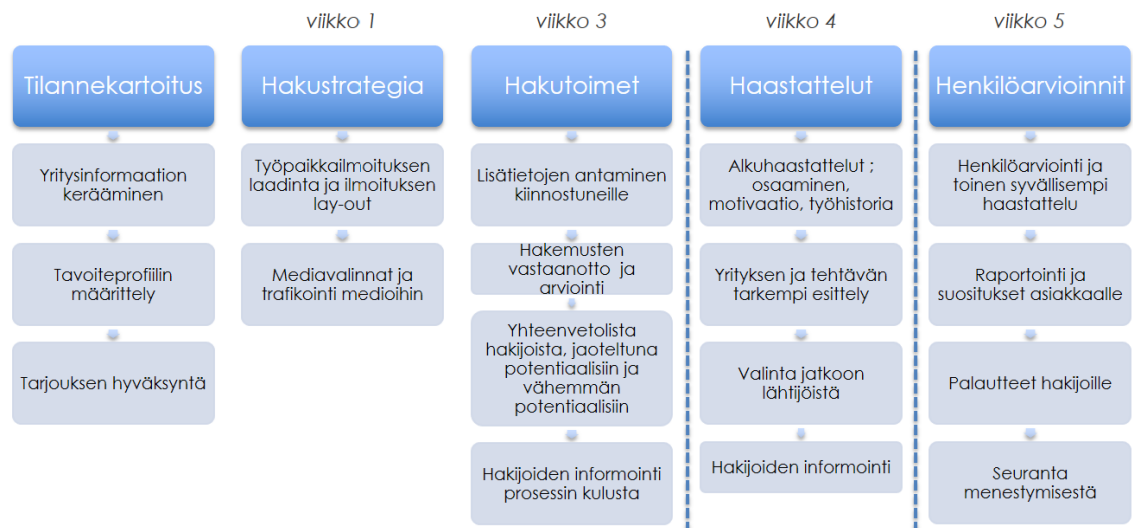 viikko 1
viikko 3
viikko 4
viikko 5
Tilannekartoitus
Yritysinformaation
kerääminen
Tavoiteprofiilin
määrittely
Tarjouksen hyväksyntä
Hakustrategia
Työpaikkailmoituksen
laadinta ja ilmoituksen
lay-out
Mediavalinnat ja
trafikointi medioihin
Hakutoimet
Lisätietojen antaminen
kiinnostuneille
Hakemusten
vastaanotto ja
arviointi
Yhteenvetolista
hakijoista, jaoteltuna
potentiaalisiin ja
vähemmän
potentiaalisiin
Hakijoiden informointi
prosessin kulusta
Haastattelut
Alkuhaastattelut ;
osaaminen,
motivaatio, työhistoria
Yrityksen ja tehtävän
tarkempi esittely
Valinta jatkoon
lähtijöistä
Hakijoiden informointi
Henkilöarvioinnit
Henkilöarviointi ja
toinen syvällisempi
haastattelu
Raportointi ja
suositukset asiakkaalle
Palautteet hakijoille
Seuranta
menestymisestä